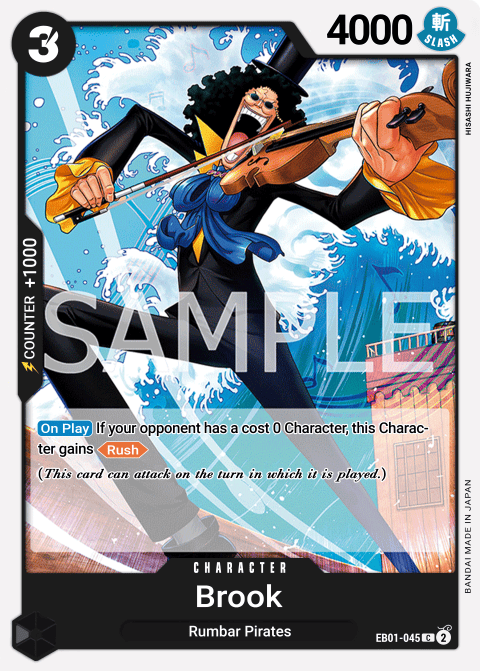 3
4000
斬
SLASH
HISASHI HUJIWARA
COUNTER +1000
SAMPLE
On Play If your opponent has a cost 0 Character, this Charac-
ter gains Rush
(This card can attack on the turn in which it is played.)
BANDAI MADE IN JAPAN
CHARACTER
Brook
Rumbar Pirates
EB01-045 C 2